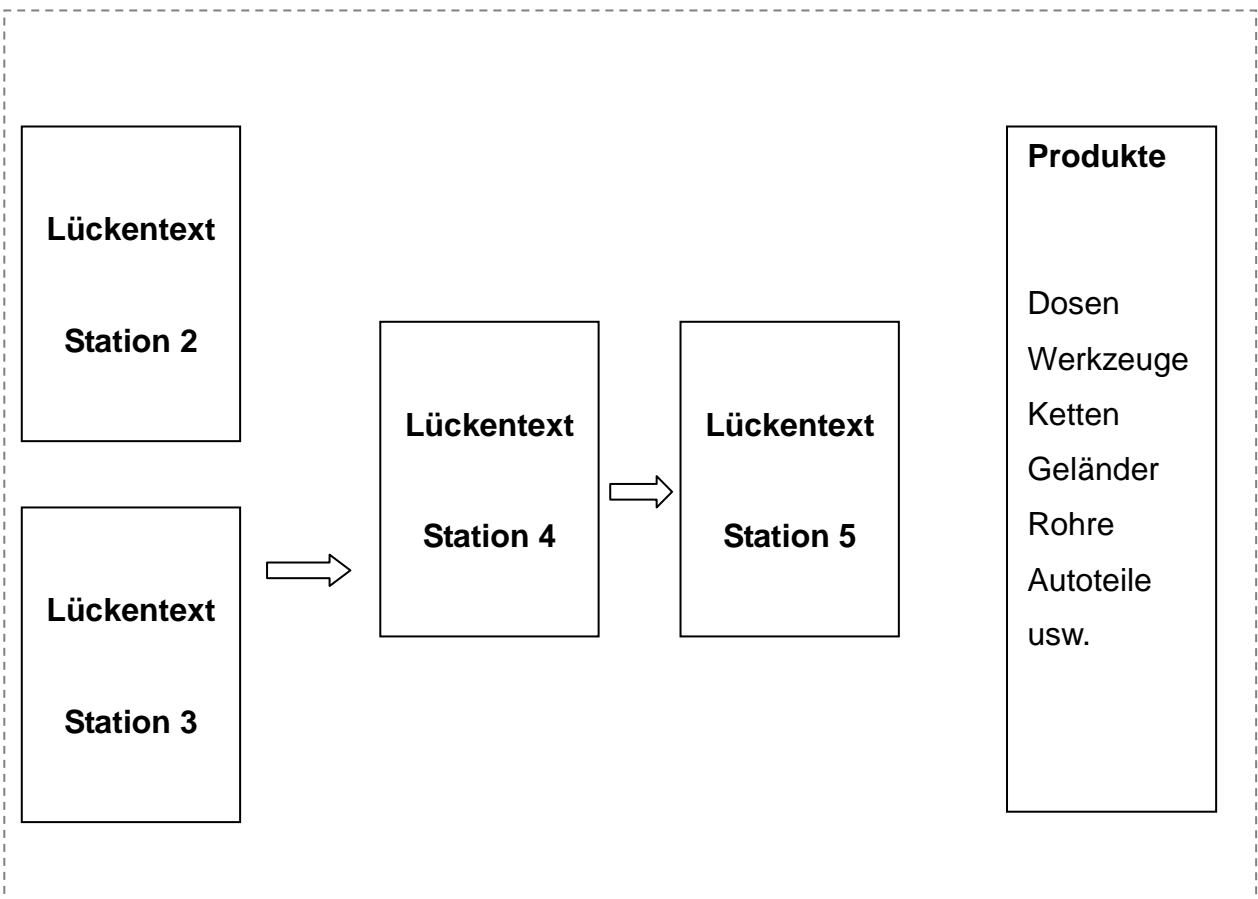 Lückentext
Station 2
Lückentext
Station 3
Lückentext
Station 4
Lückentext
Station 5
Produkte
Dosen
Werkzeuge
Ketten
Geländer
Rohre
Autoteile
usw.